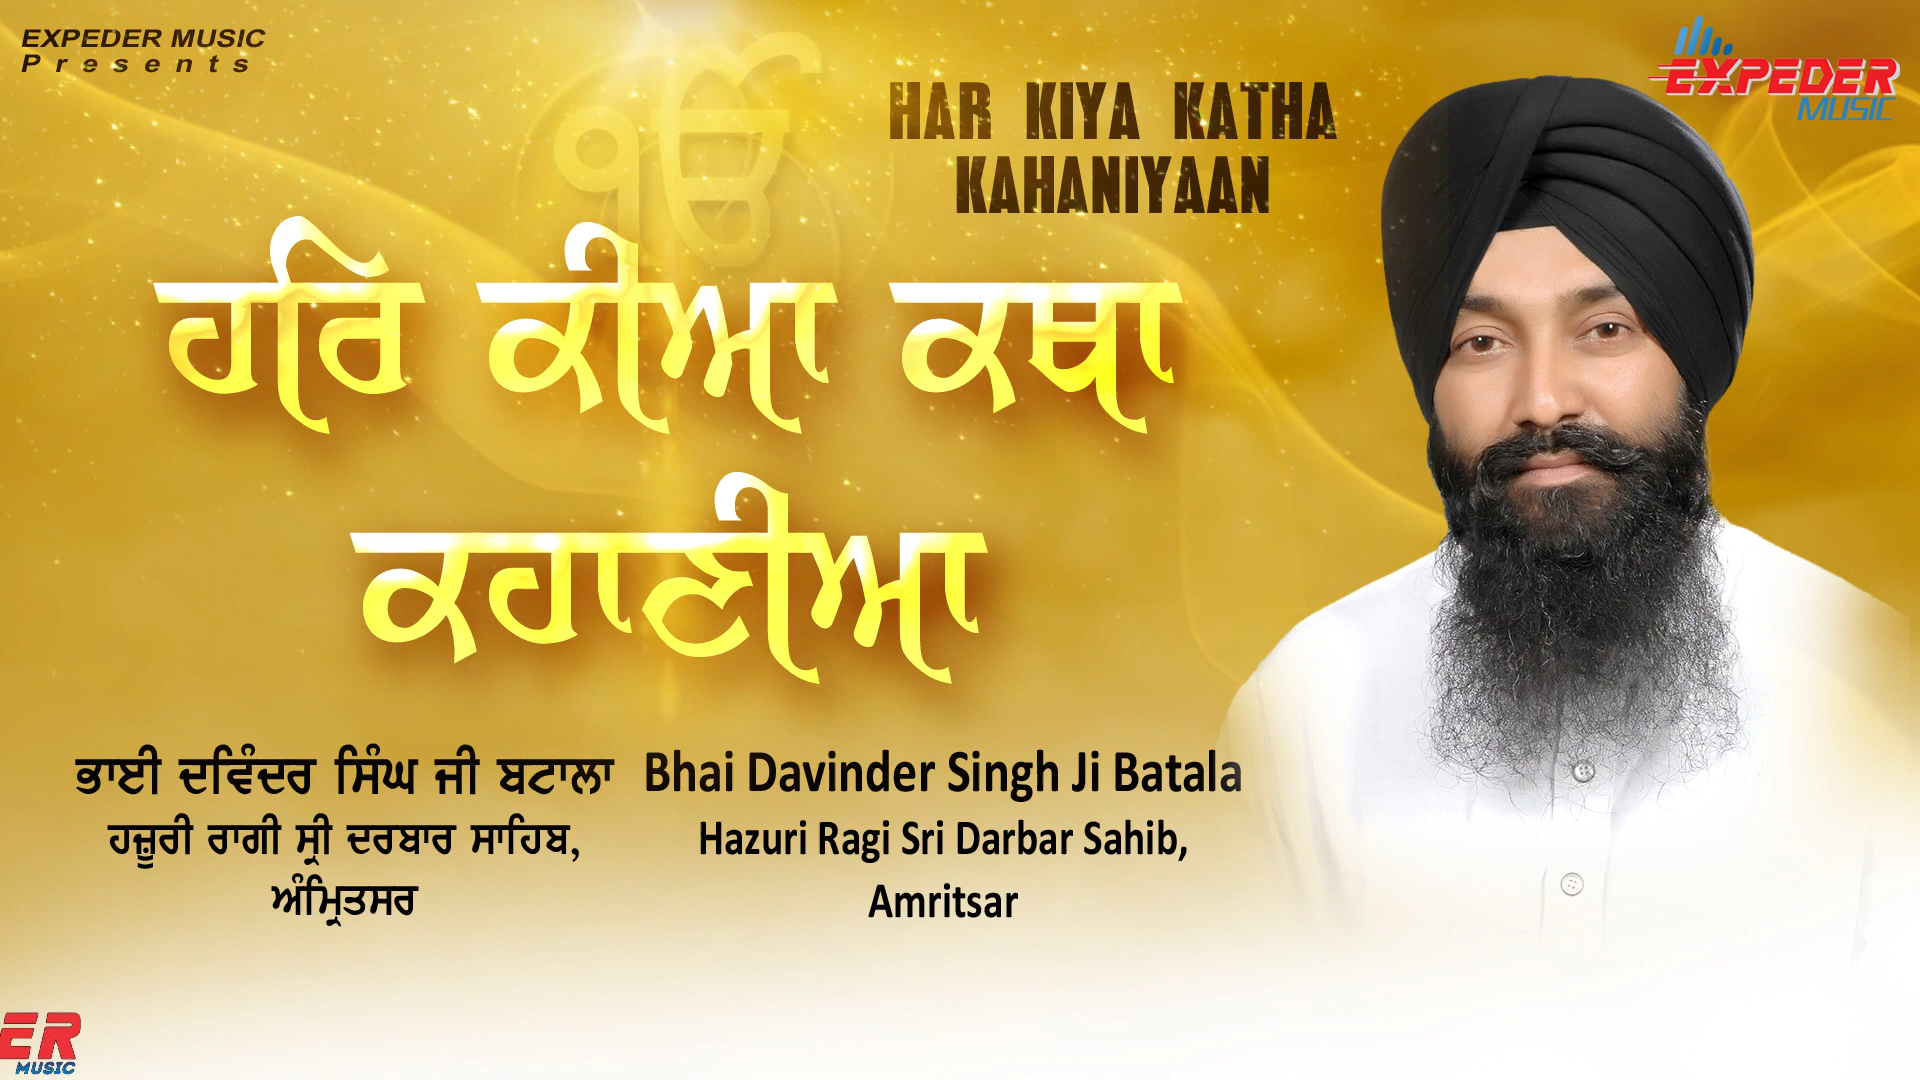 EXPEDER MUSIC
Presents
EXPEDER
MUSIC
ੴ
HAR KIYA KATHA
KAHANIYAAN
ਹਰਿ ਕੀਆ ਕਥਾ
ਕਹਾਣੀਆ
ਭਾਈ ਦਵਿੰਦਰ ਸਿੰਘ ਜੀ ਬਟਾਲਾ
ਹਜ਼ੂਰੀ ਰਾਗੀ ਸ੍ਰੀ ਦਰਬਾਰ ਸਾਹਿਬ,
ਅੰਮ੍ਰਿਤਸਰ
Bhai Davinder Singh Ji Batala
Hazuri Ragi Sri Darbar Sahib,
Amritsar
ER
MUSIC